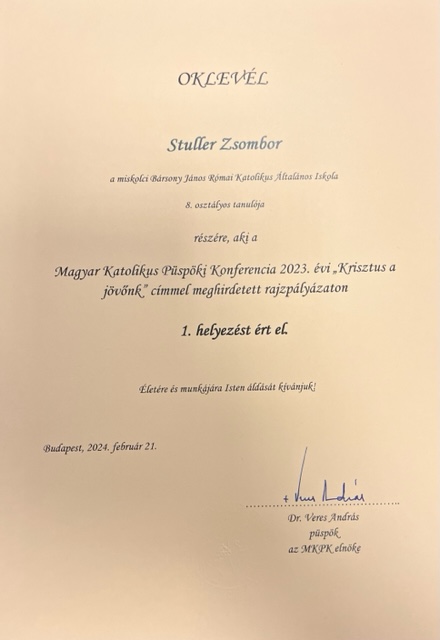 OKLEVÉL
Stuller Zsombor
a miskolci Bársony János Római Katolikus Általános Iskola
8. osztályos tanulója
részére, aki a
Magyar Katolikus Püspöki Konferencia 2023. évi „Krisztus a
jövőnk” címmel meghirdetett rajzpályázaton
1. helyezést ért el.
Életére és munkájára Isten áldását kívánjuk!
Budapest, 2024. február 21.
+ Veres András
Dr. Veres András
püspök
az MKPK elnöke